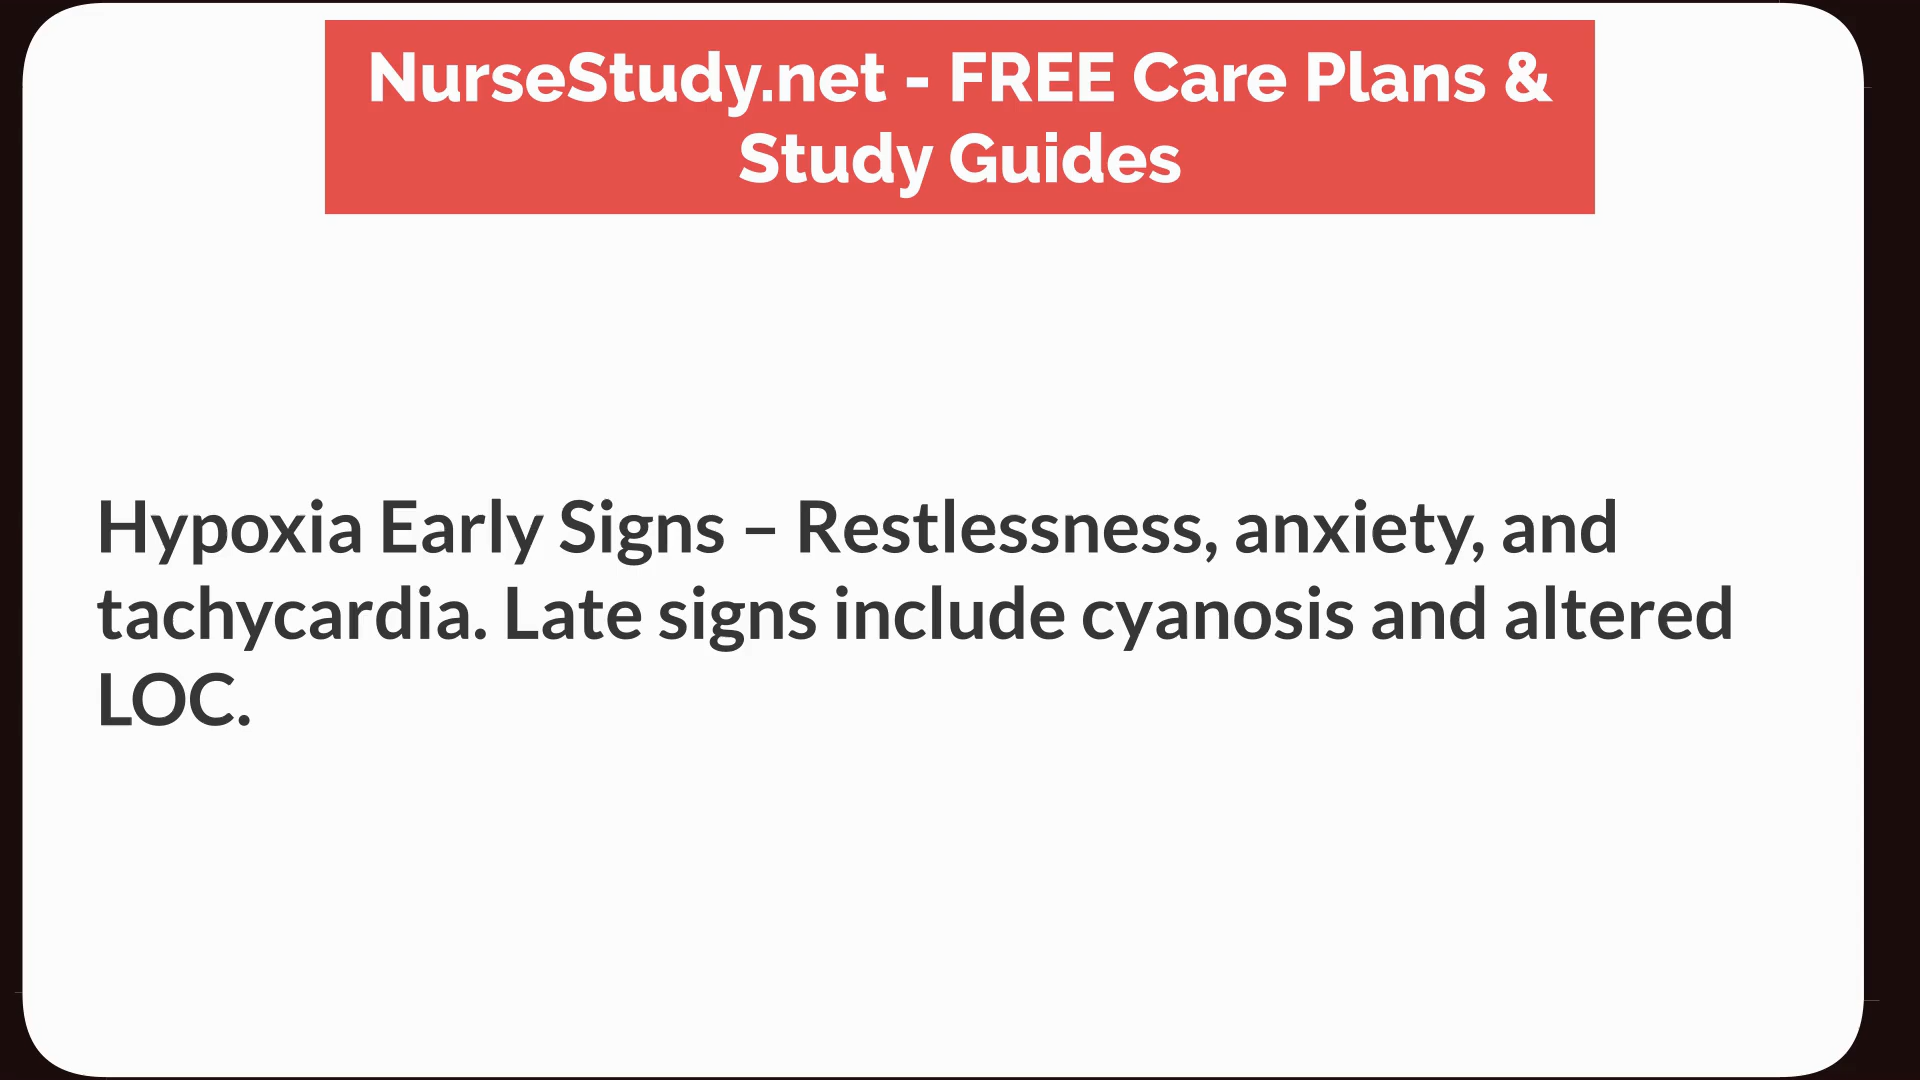 NurseStudy.net - FREE Care Plans &
Study Guides
Hypoxia Early Signs – Restlessness, anxiety, and
tachycardia. Late signs include cyanosis and altered
LOC.